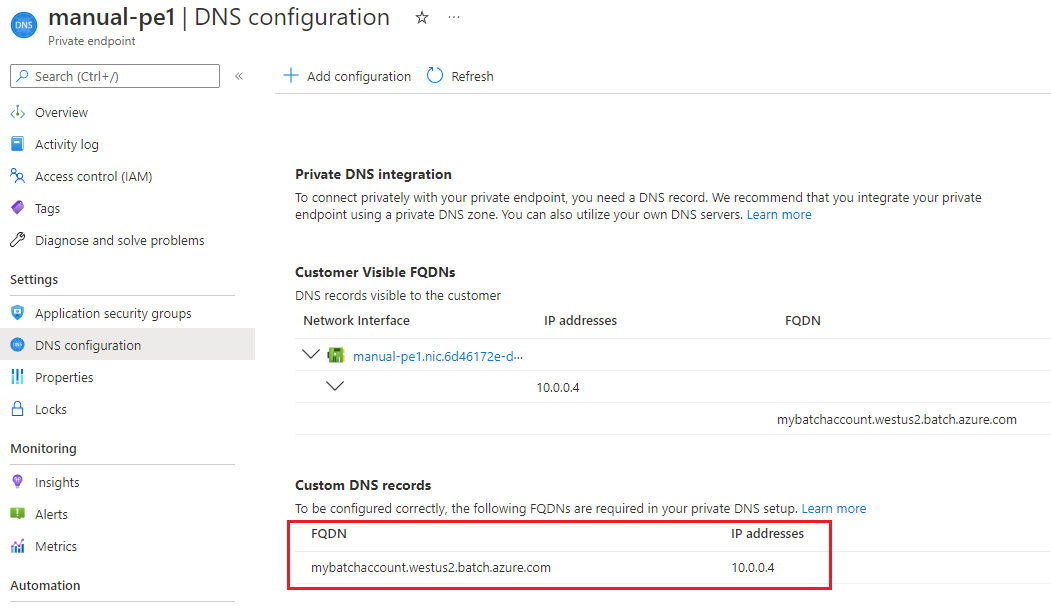 DNS
manual-pe1 | DNS configuration ☆ ...
Private endpoint
Search (Ctrl+/)
«
Overview
Activity log
Access control (IAM)
Tags
Diagnose and solve problems
Settings
Application security groups
DNS configuration
Properties
Locks
Monitoring
Insights
Alerts
Metrics
Automation
Add configuration Refresh
Private DNS integration
To connect privately with your private endpoint, you need a DNS record. We recommend that you integrate your private
endpoint using a private DNS zone. You can also utilize your own DNS servers. Learn more
Customer Visible FQDNs
DNS records visible to the customer
Network Interface IP addresses FQDN
manual-pe1.nic.6d46172e-d...
10.0.0.4
mybatchaccount.westus2.batch.azure.com
Custom DNS records
To be configured correctly, the following FQDNs are required in your private DNS setup. Learn more
FQDN IP addresses
mybatchaccount.westus2.batch.azure.com 10.0.0.4